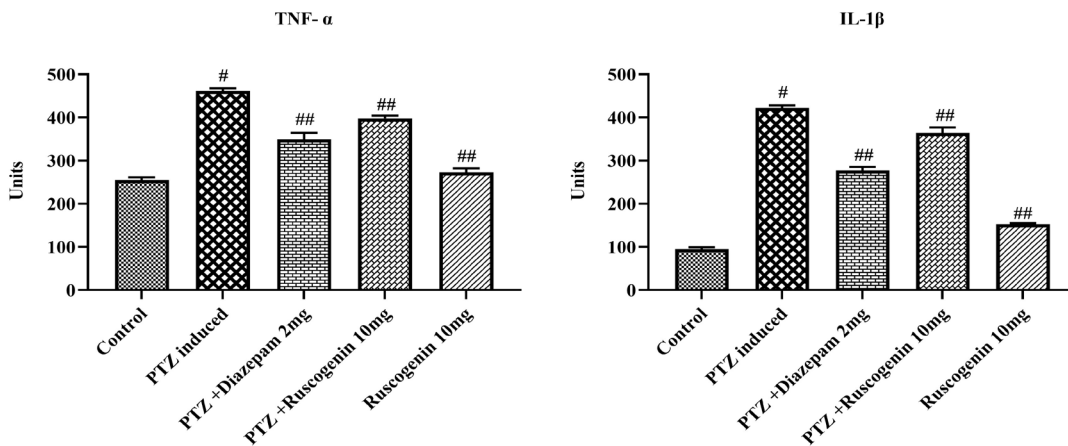 TNF- α
Units
500
400
300
200
100
0
#
##
##
##
Control
PTZ induced
PTZ +Diazepam 2mg
PTZ +Ruscogenin 10mg
Ruscogenin 10mg
IL-1β
Units
500
400
300
200
100
0
#
##
##
##
Control
PTZ induced
PTZ +Diazepam 2mg
PTZ +Ruscogenin 10mg
Ruscogenin 10mg